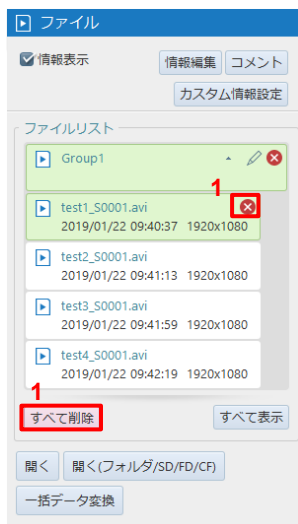 ファイル
情報表示 情報編集 コメント
カスタム情報設定
ファイルリスト
Group1
1
test1_S0001.avi
2019/01/22 09:40:37 1920x1080
test2_S0001.avi
2019/01/22 09:41:13 1920x1080
test3_S0001.avi
2019/01/22 09:41:59 1920x1080
test4_S0001.avi
2019/01/22 09:42:19 1920x1080
1
すべて削除 すべて表示
開く 開く(フォルダ/SD/FD/CF)
一括データ変換